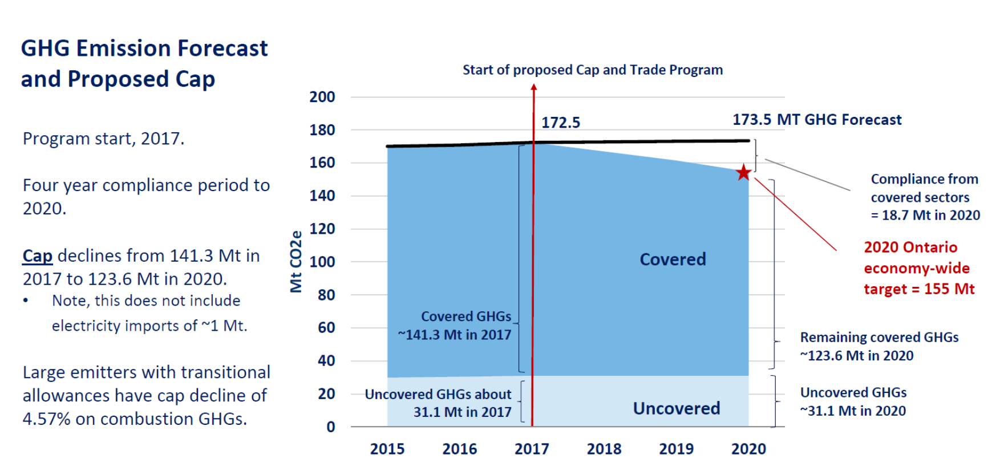 GHG Emission Forecast
and Proposed Cap
Program start, 2017.
Four year compliance period to
2020.
Cap declines from 141.3 Mt in
2017 to 123.6 Mt in 2020.
• Note, this does not include
electricity imports of ~1 Mt.
Large emitters with transitional
allowances have cap decline of
4.57% on combustion GHGs.
Start of proposed Cap and Trade Program
200
180
160
140
120
100
80
60
40
20
0
Mt CO2e
172.5
173.5 MT GHG Forecast
Covered
Covered GHGs
~141.3 Mt in 2017
Uncovered GHGs about
31.1 Mt in 2017
Uncovered
2015
2016
2017
2018
2019
2020
Compliance from
covered sectors
= 18.7 Mt in 2020
2020 Ontario
economy-wide
target = 155 Mt
Remaining covered GHGs
~123.6 Mt in 2020
Uncovered GHGs
~31.1 Mt in 2020